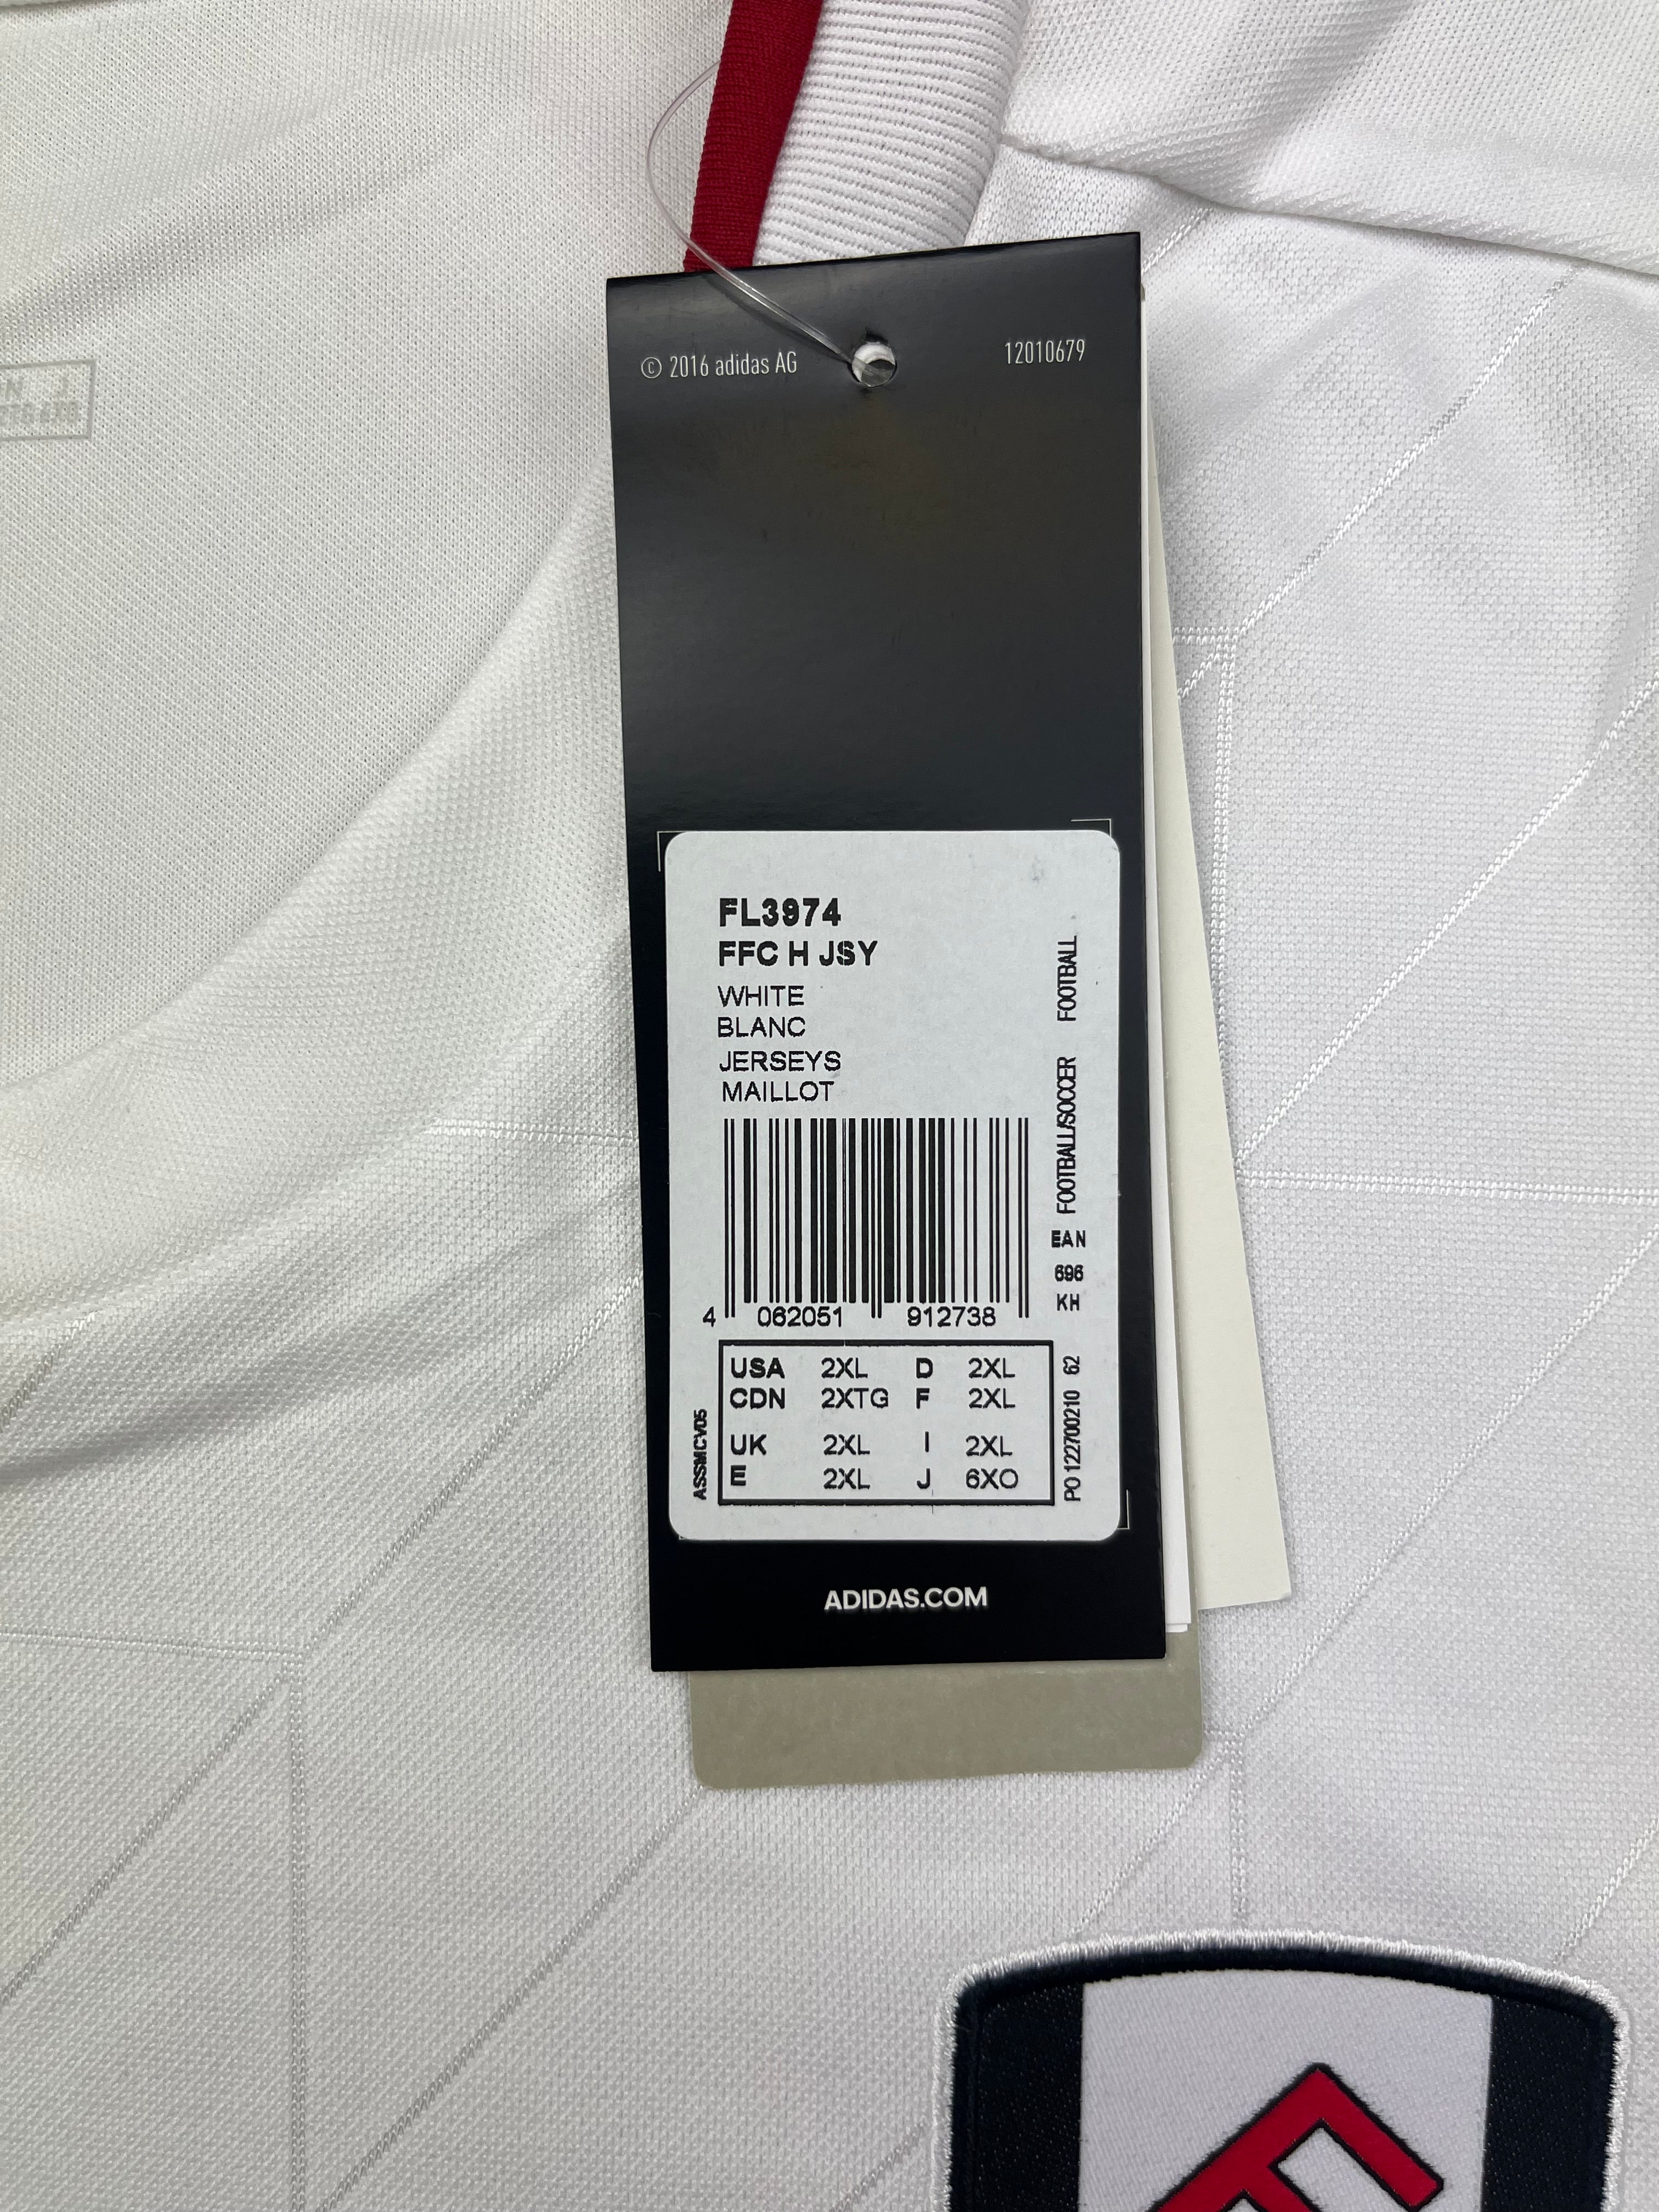 © 2016 adidas AG
12010679
FL3974
FFC H JSY
WHITE
BLANC
JERSEYS
MAILLOT
FOOTBALL/SOCCER FOOTBALL
EAN
696
KH
4 062051 912738
USA 2XL D 2XL
CDN 2XTG F 2XL
UK 2XL I 2XL
E 2XL J 6XO
ASSMCV05
PO 122700210 62
ADIDAS.COM
F